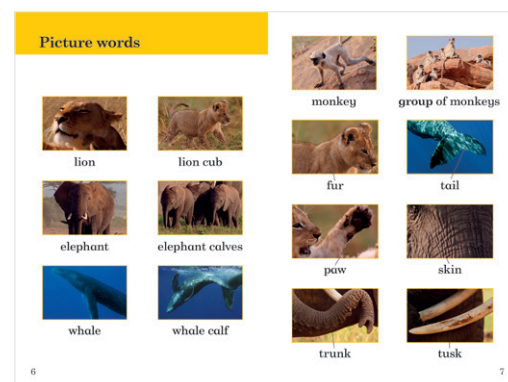 Picture words
lion
lion cub
elephant
elephant calves
whale
whale calf
6
monkey
group of monkeys
fur
tail
paw
skin
trunk
tusk
7